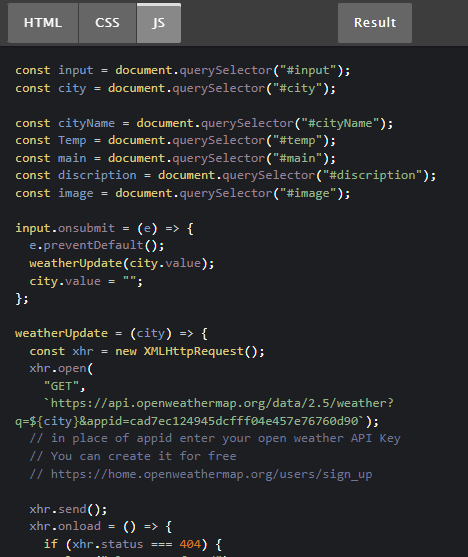 HTML CSS JS Result
const input = document.querySelector("#input");
const city = document.querySelector("#city");
const cityName = document.querySelector("#cityName");
const Temp = document.querySelector("#temp");
const main = document.querySelector("#main");
const discription = document.querySelector("#discription");
const image = document.querySelector("#image");
input.onsubmit = (e) => {
e.preventDefault();
weatherUpdate(city.value);
city.value = "";
};
weatherUpdate = (city) => {
const xhr = new XMLHttpRequest();
xhr.open(
"GET",
`https://api.openweathermap.org/data/2.5/weather?
q=${city}&appid=cad7ec124945dcfff04e457e76760d90`);
// in place of appid enter your open weather API Key
// You can create it for free
// https://home.openweathermap.org/users/sign_up
xhr.send();
xhr.onload = () => {
if (xhr.status === 404) {